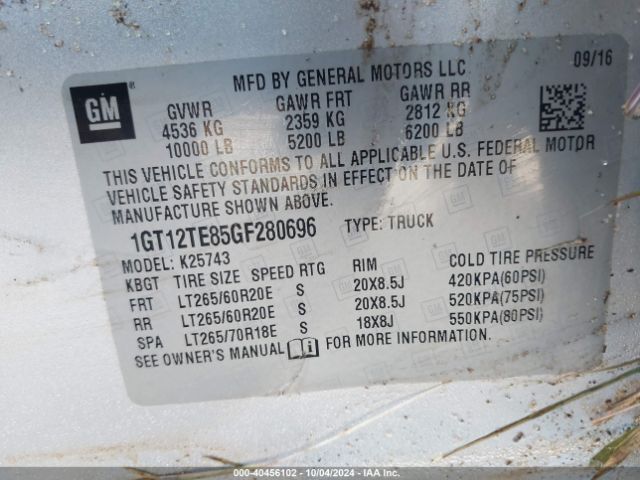 MFD BY GENERAL MOTORS LLC 09/16
GM
GVWR GAWR FRT GAWR RR
4536 KG 2359 KG 2812 KG
10000 LB 5200 LB 6200 LB
THIS VEHICLE CONFORMS TO ALL APPLICABLE U.S. FEDERAL MOTOR
VEHICLE SAFETY STANDARDS IN EFFECT ON THE DATE OF
MANUFACTURE SHOWN ABOVE.
1GT12TE85GF280696 TYPE: TRUCK
MODEL: K25743
KBGT TIRE SIZE SPEED RTG RIM COLD TIRE PRESSURE
FRT LT265/60R20E S 20X8.5J 420KPA(60PSI)
RR LT265/60R20E S 20X8.5J 520KPA(75PSI)
SPA LT265/70R18E S 18X8J 550KPA(80PSI)
SEE OWNER'S MANUAL FOR MORE INFORMATION.
000-40456102 - 10/04/2024 - IAA Inc.